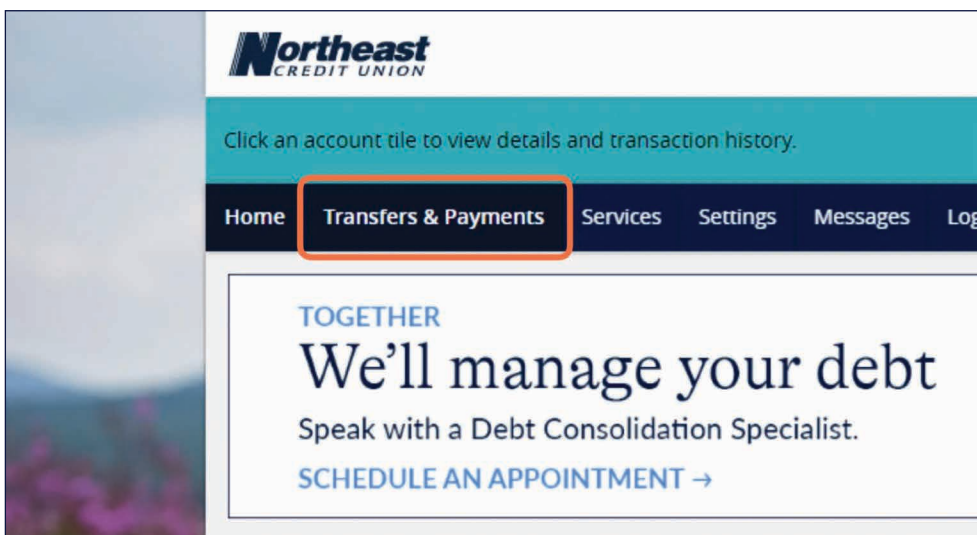 Northeast
CREDIT UNION
Click an account tile to view details and transaction history.
Home Transfers & Payments Services Settings Messages Log
TOGETHER
We'll manage your debt
Speak with a Debt Consolidation Specialist.
SCHEDULE AN APPOINTMENT →